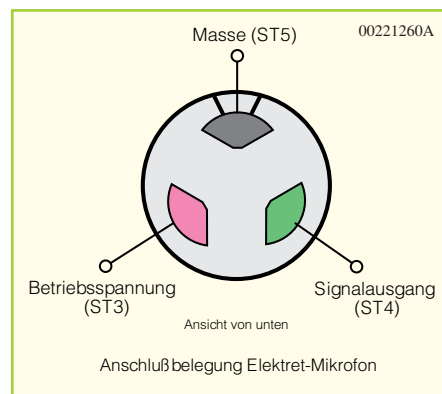 Masse (ST5)
00221260A
Betriebsspannung
(ST3)
Signalausgang
(ST4)
Ansicht von unten
Anschlußbelegung Elektret-Mikrofon